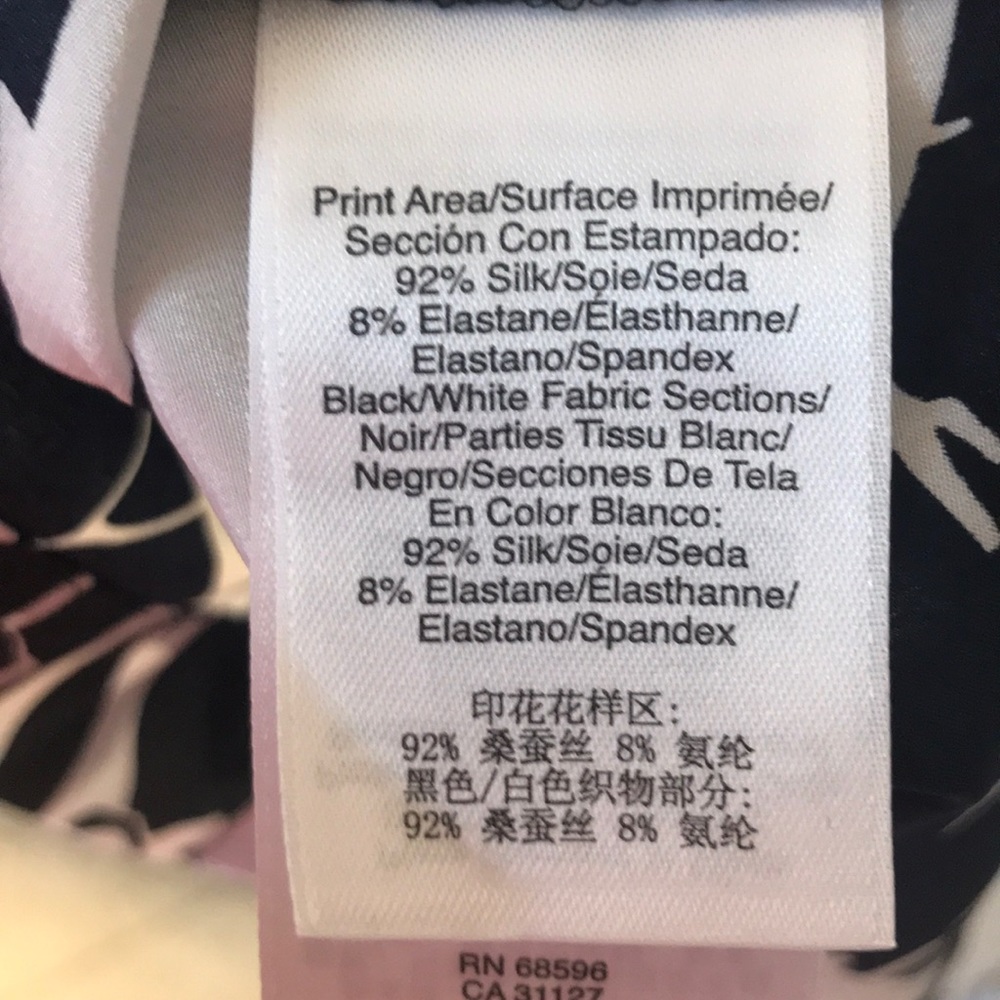 Print Area/Surface Imprimée/
Sección Con Estampado:
92% Silk/Soie/Seda
8% Elastane/Élasthanne/
Elastano/Spandex
Black/White Fabric Sections/
Noir/Parties Tissu Blanc/
Negro/Secciones De Tela
En Color Blanco:
92% Silk/Soie/Seda
8% Elastane/Élasthanne/
Elastano/Spandex
印花花样区:
92% 桑蚕丝 8% 氨纶
黑色/白色织物部分:
92% 桑蚕丝 8% 氨纶
RN 68596
CA 31127